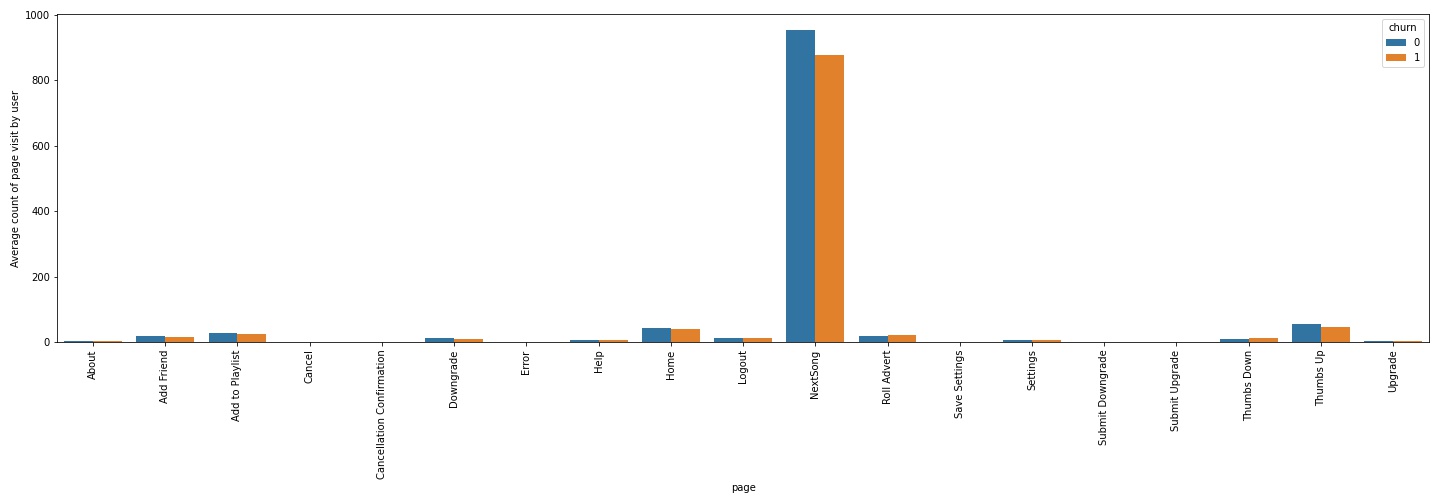 1000
800
600
400
200
0
Average count of page visit by user
churn
0
1
About
Add Friend
Add to Playlist
Cancel
Cancellation Confirmation
Downgrade
Error
Help
Home
Logout
NextSong
Roll Advert
Save Settings
Settings
Submit Downgrade
Submit Upgrade
Thumbs Down
Thumbs Up
Upgrade
page